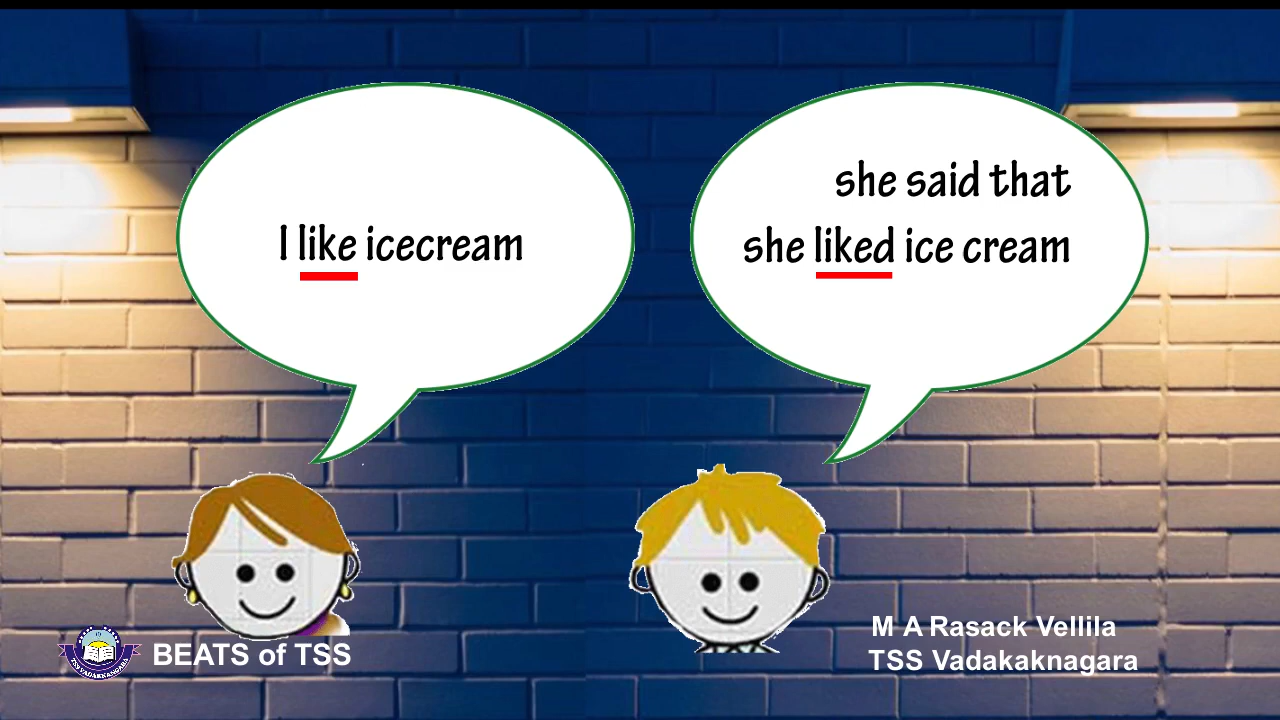 I like icecream
she said that
she liked ice cream
BEATS of TSS
M A Rasack Vellila
TSS Vadakaknagara